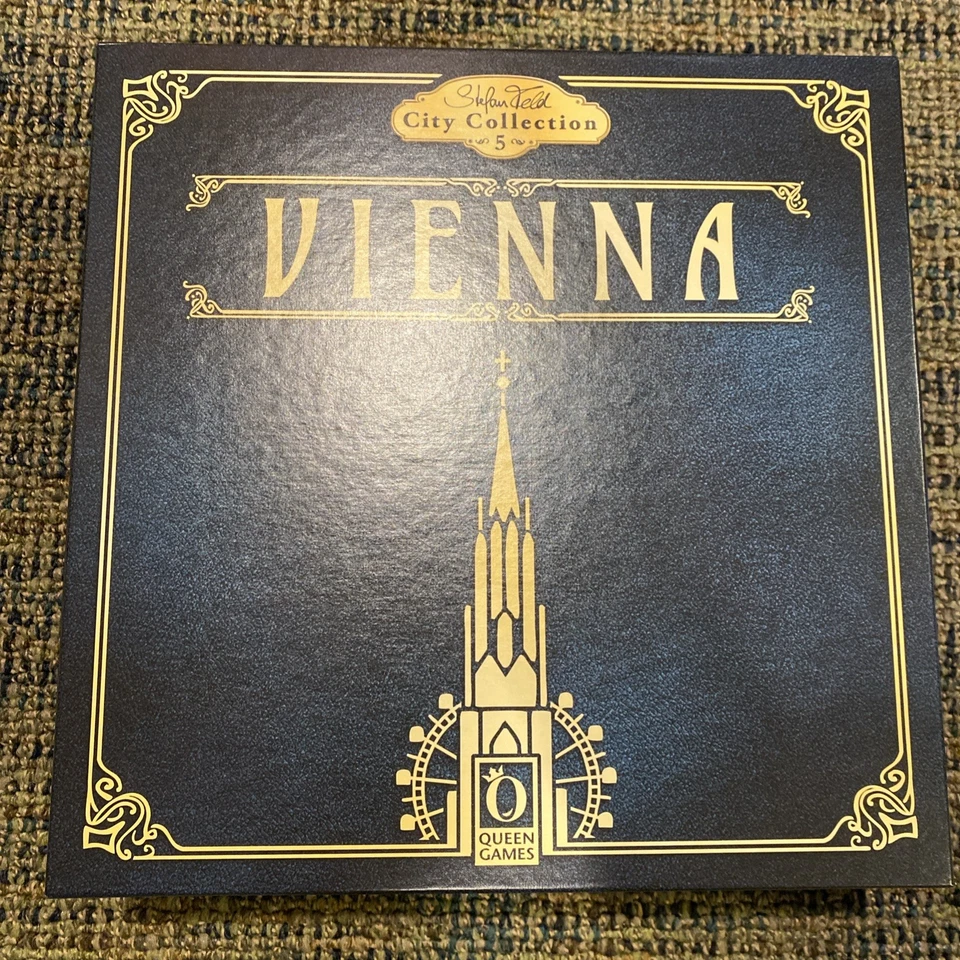 Stefan Feld
City Collection
5
VIENNA
QUEEN
GAMES